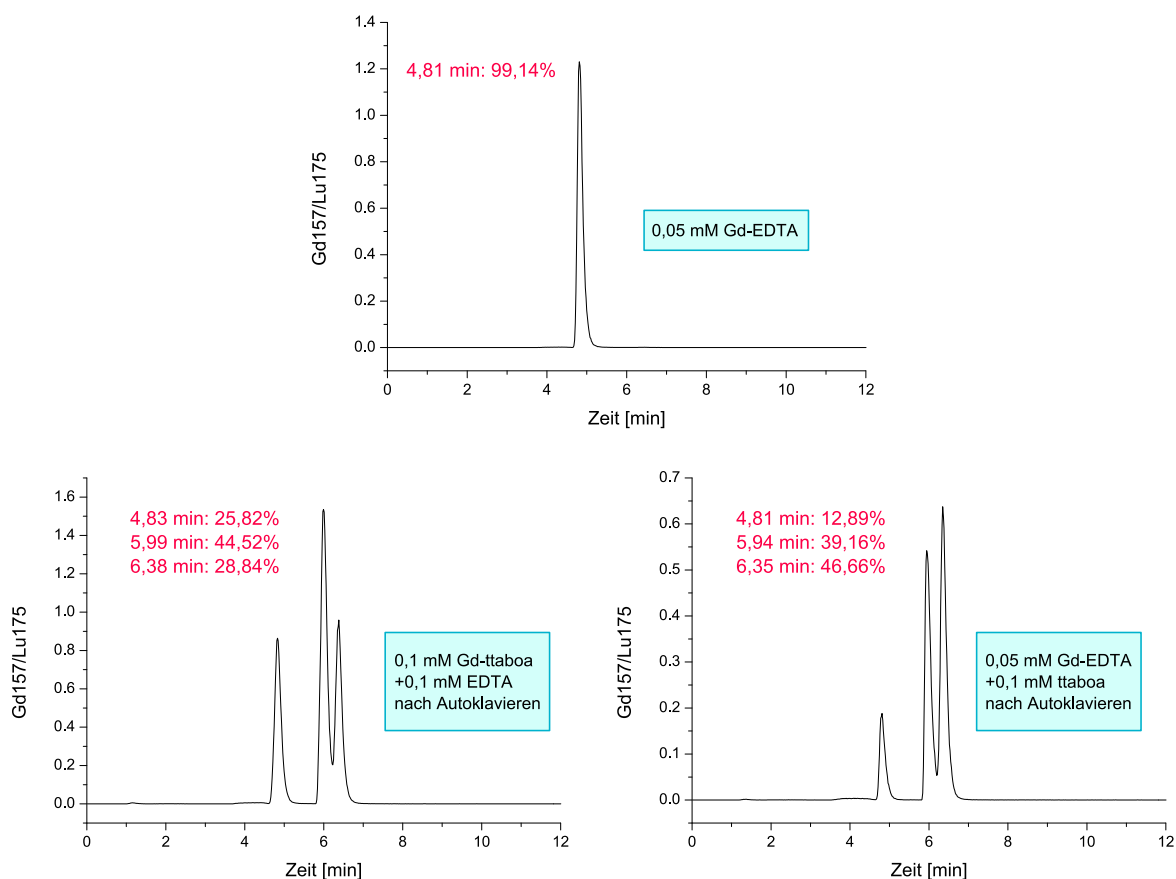 1.4
1.2
1.0
0.8
0.6
0.4
0.2
0.0
Gd157/Lu175
4,81 min: 99,14%
0,05 mM Gd-EDTA
0 2 4 6 8 10 12
Zeit [min]
1.6
1.4
1.2
1.0
0.8
0.6
0.4
0.2
0.0
Gd157/Lu175
4,83 min: 25,82%
5,99 min: 44,52%
6,38 min: 28,84%
0,1 mM Gd-ttaboa
+0,1 mM EDTA
nach Autoklavieren
0 2 4 6 8 10 12
Zeit [min]
0.7
0.6
0.5
0.4
0.3
0.2
0.1
0.0
Gd157/Lu175
4,81 min: 12,89%
5,94 min: 39,16%
6,35 min: 46,66%
0,05 mM Gd-EDTA
+0,1 mM ttaboa
nach Autoklavieren
0 2 4 6 8 10 12
Zeit [min]